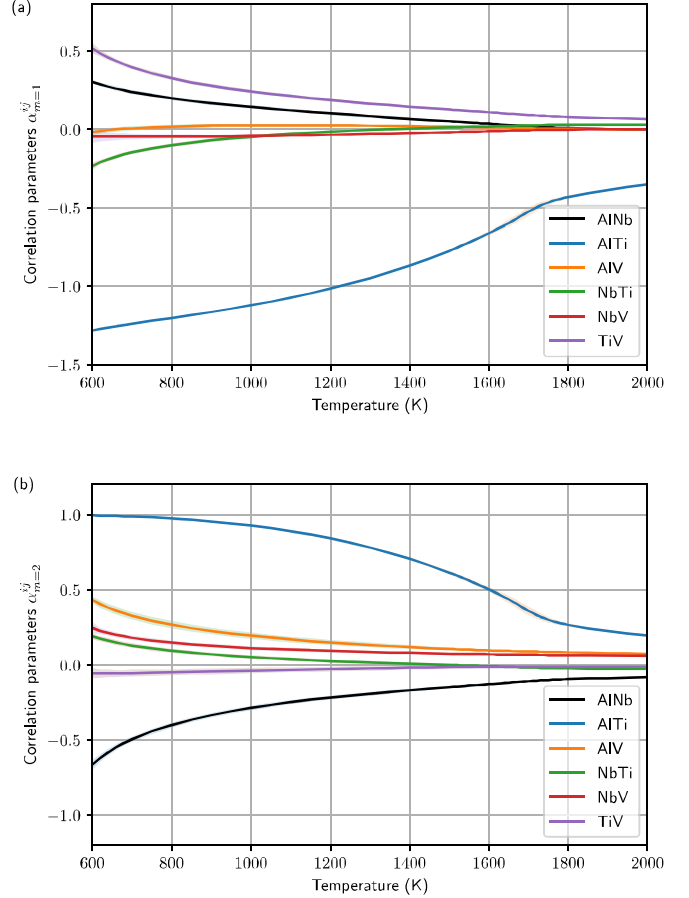 (a)
Correlation parameters α^{ij}_{m=1}
0.5
0.0
−0.5
−1.0
−1.5
AlNb
AlTi
AlV
NbTi
NbV
TiV
600 800 1000 1200 1400 1600 1800 2000
Temperature (K)
(b)
Correlation parameters α^{ij}_{m=2}
1.0
0.5
0.0
−0.5
−1.0
AlNb
AlTi
AlV
NbTi
NbV
TiV
600 800 1000 1200 1400 1600 1800 2000
Temperature (K)